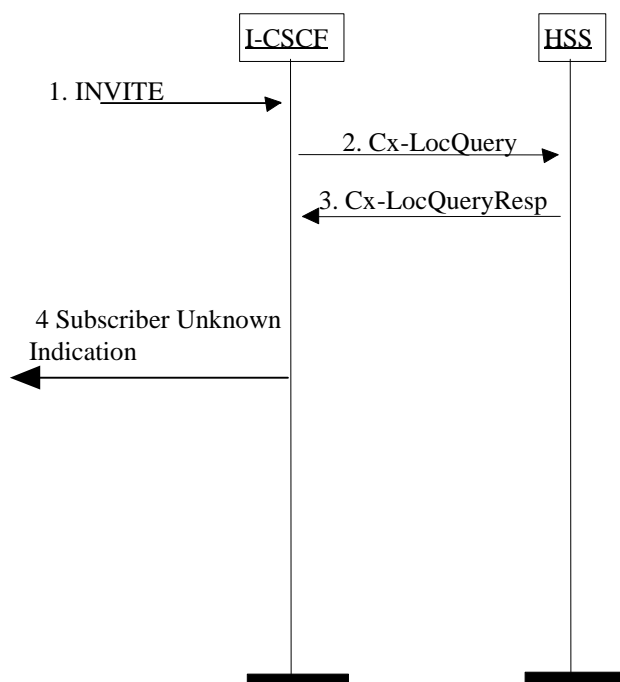 I-CSCF
HSS
1. INVITE
2. Cx-LocQuery
3. Cx-LocQueryResp
4 Subscriber Unknown
Indication